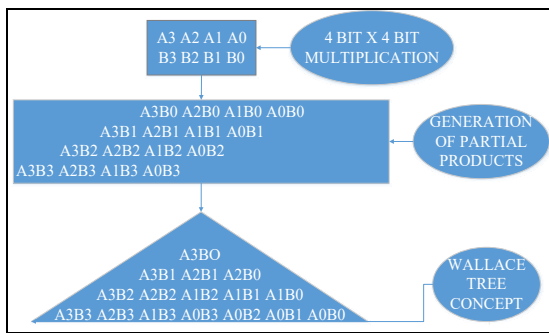 A3 A2 A1 A0
B3 B2 B1 B0
4 BIT X 4 BIT
MULTIPLICATION
A3B0 A2B0 A1B0 A0B0
A3B1 A2B1 A1B1 A0B1
A3B2 A2B2 A1B2 A0B2
A3B3 A2B3 A1B3 A0B3
GENERATION
OF PARTIAL
PRODUCTS
A3BO
A3B1 A2B1 A2B0
A3B2 A2B2 A1B2 A1B1 A1B0
A3B3 A2B3 A1B3 A0B3 A0B2 A0B1 A0B0
WALLACE
TREE
CONCEPT